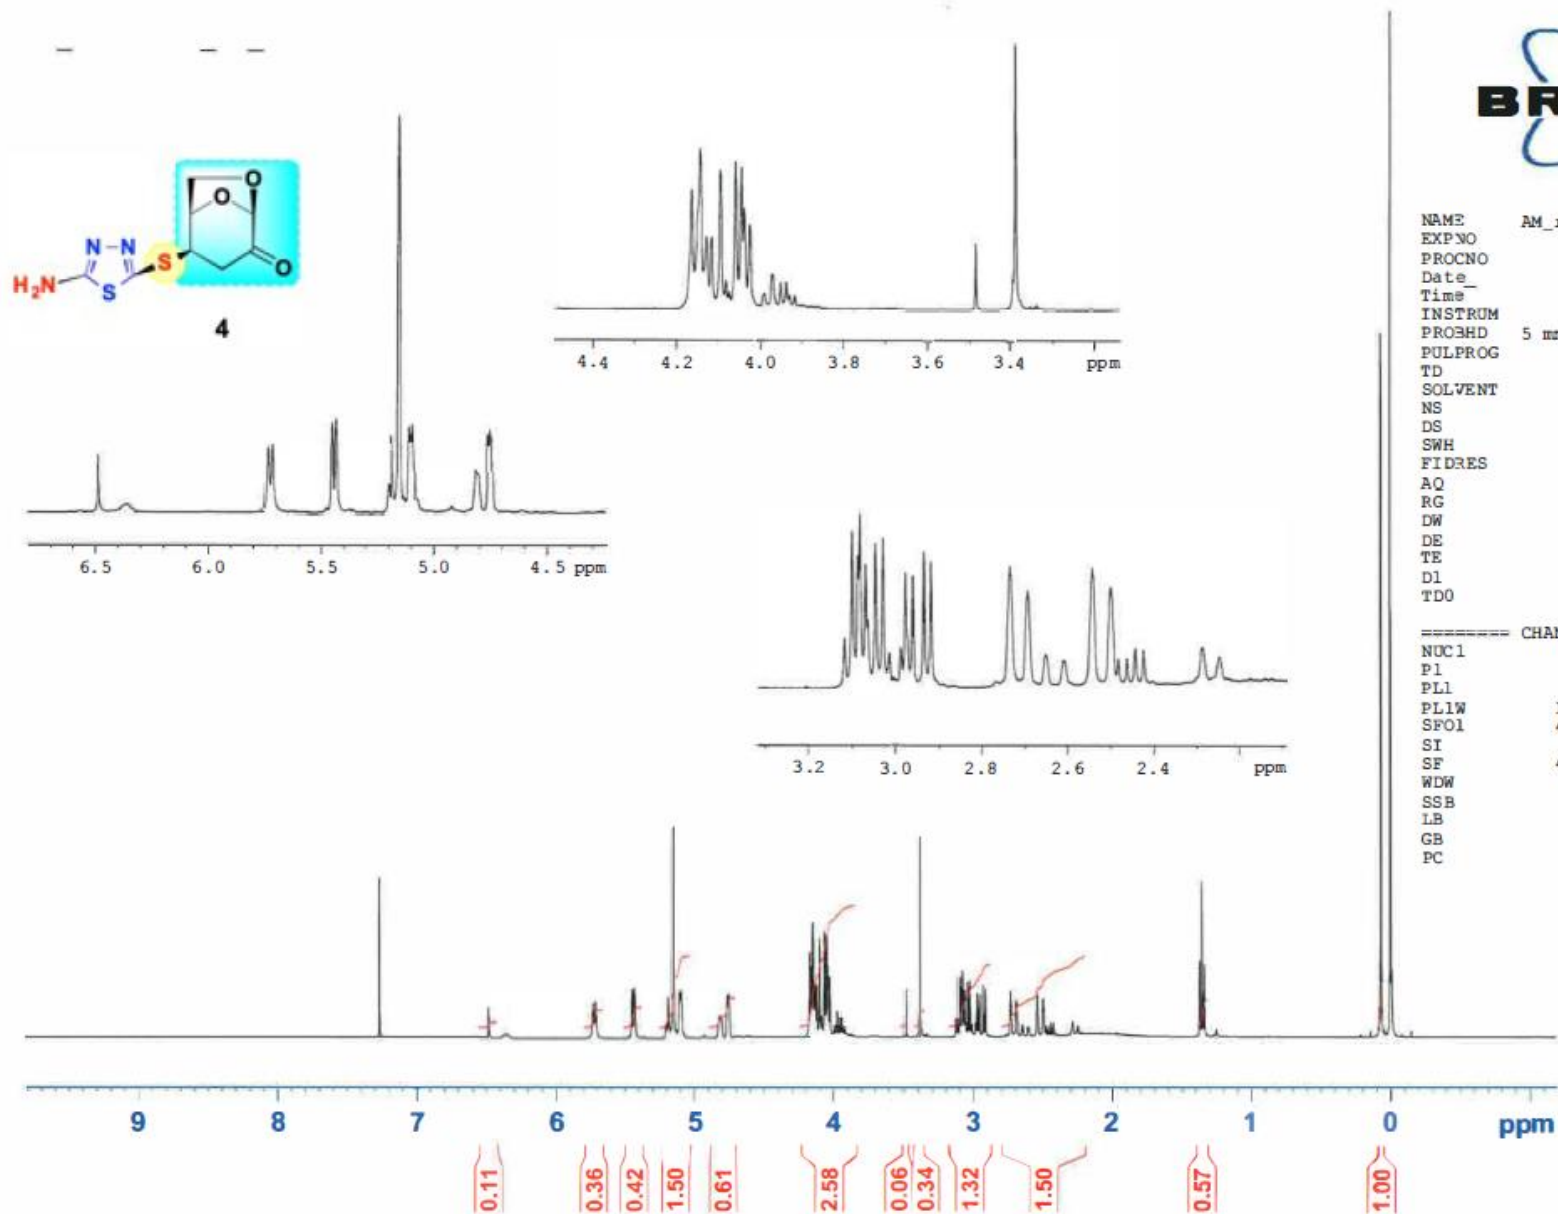 BR
O
O
N N
S
O
H₂N
S
4
4.4 4.2 4.0 3.8 3.6 3.4 ppm
6.5 6.0 5.5 5.0 4.5 ppm
3.2 3.0 2.8 2.6 2.4 ppm
NAME AM_
EXPNO
PROCNO
Date_
Time
INSTRUM
PROBHD 5 m
PULPROG
TD
SOLVENT
NS
DS
SWH
FIDRES
AQ
RG
DW
DE
TE
D1
TD0
======== CHA
NUC1
P1
PL1
PL1W
SFO1
SI
SF
WDW
SSB
LB
GB
PC
9 8 7 6 5 4 3 2 1 0 ppm
0.11 0.36 0.42 1.50 0.61 2.58 0.06 0.34 1.32 1.50 0.57 1.00